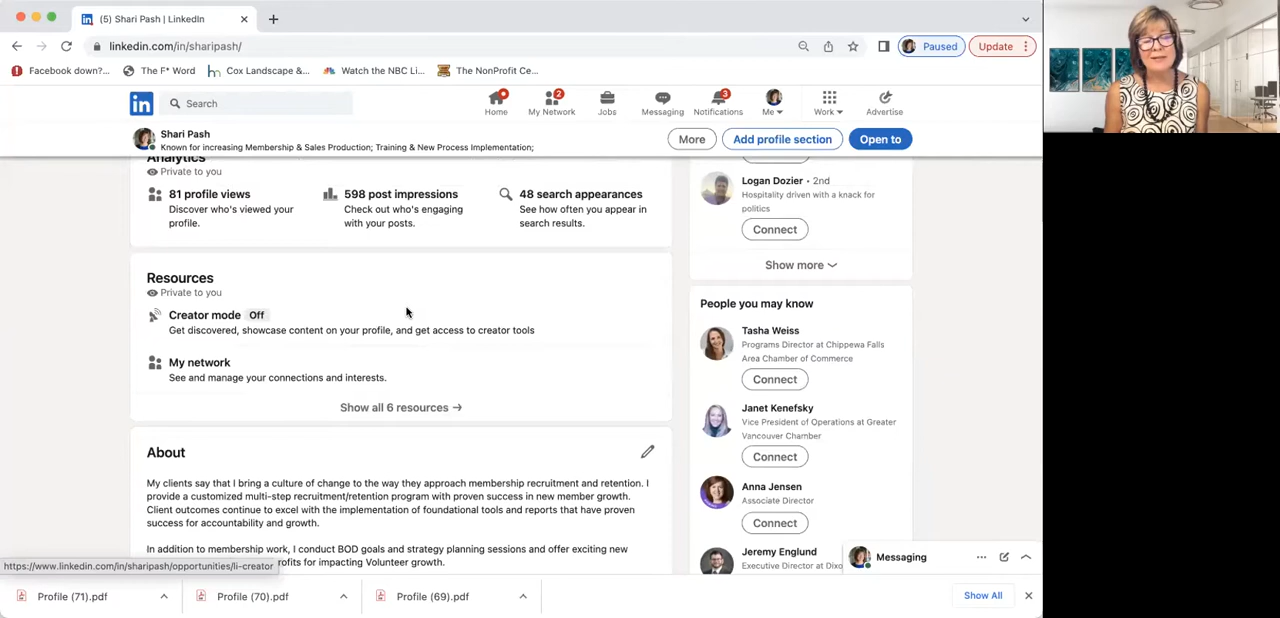 (5) Shari Pash | LinkedIn
linkedin.com/in/sharipash/
Paused
Update
Facebook down?...
The F* Word
Cox Landscape &...
Watch the NBC Li...
The NonProfit Ce...
in
Search
Home
2
My Network
Jobs
Messaging
3
Notifications
Me
Work
Advertise
Shari Pash
Known for increasing Membership & Sales Production; Training & New Process Implementation;
More
Add profile section
Open to
Analytics
Private to you
81 profile views
Discover who's viewed your
profile.
598 post impressions
Check out who's engaging
with your posts.
48 search appearances
See how often you appear in
search results.
Resources
Private to you
Creator mode Off
Get discovered, showcase content on your profile, and get access to creator tools
My network
See and manage your connections and interests.
Show all 6 resources →
About
My clients say that I bring a culture of change to the way they approach membership recruitment and retention. I
provide a customized multi-step recruitment/retention program with proven success in new member growth.
Client outcomes continue to excel with the implementation of foundational tools and reports that have proven
success for accountability and growth.
In addition to membership work, I conduct BOD goals and strategy planning sessions and offer exciting new
rofits for impacting Volunteer growth.
Logan Dozier • 2nd
Hospitality driven with a knack for
politics
Connect
Show more
People you may know
Tasha Weiss
Programs Director at Chippewa Falls
Area Chamber of Commerce
Connect
Janet Kenefsky
Vice President of Operations at Greater
Vancouver Chamber
Connect
Anna Jensen
Associate Director
Connect
Jeremy Englund
Executive Director at Dixo
Messaging
https://www.linkedin.com/in/sharipash/opportunities/li-creator
Profile (71).pdf
Profile (70).pdf
Profile (69).pdf
Show All